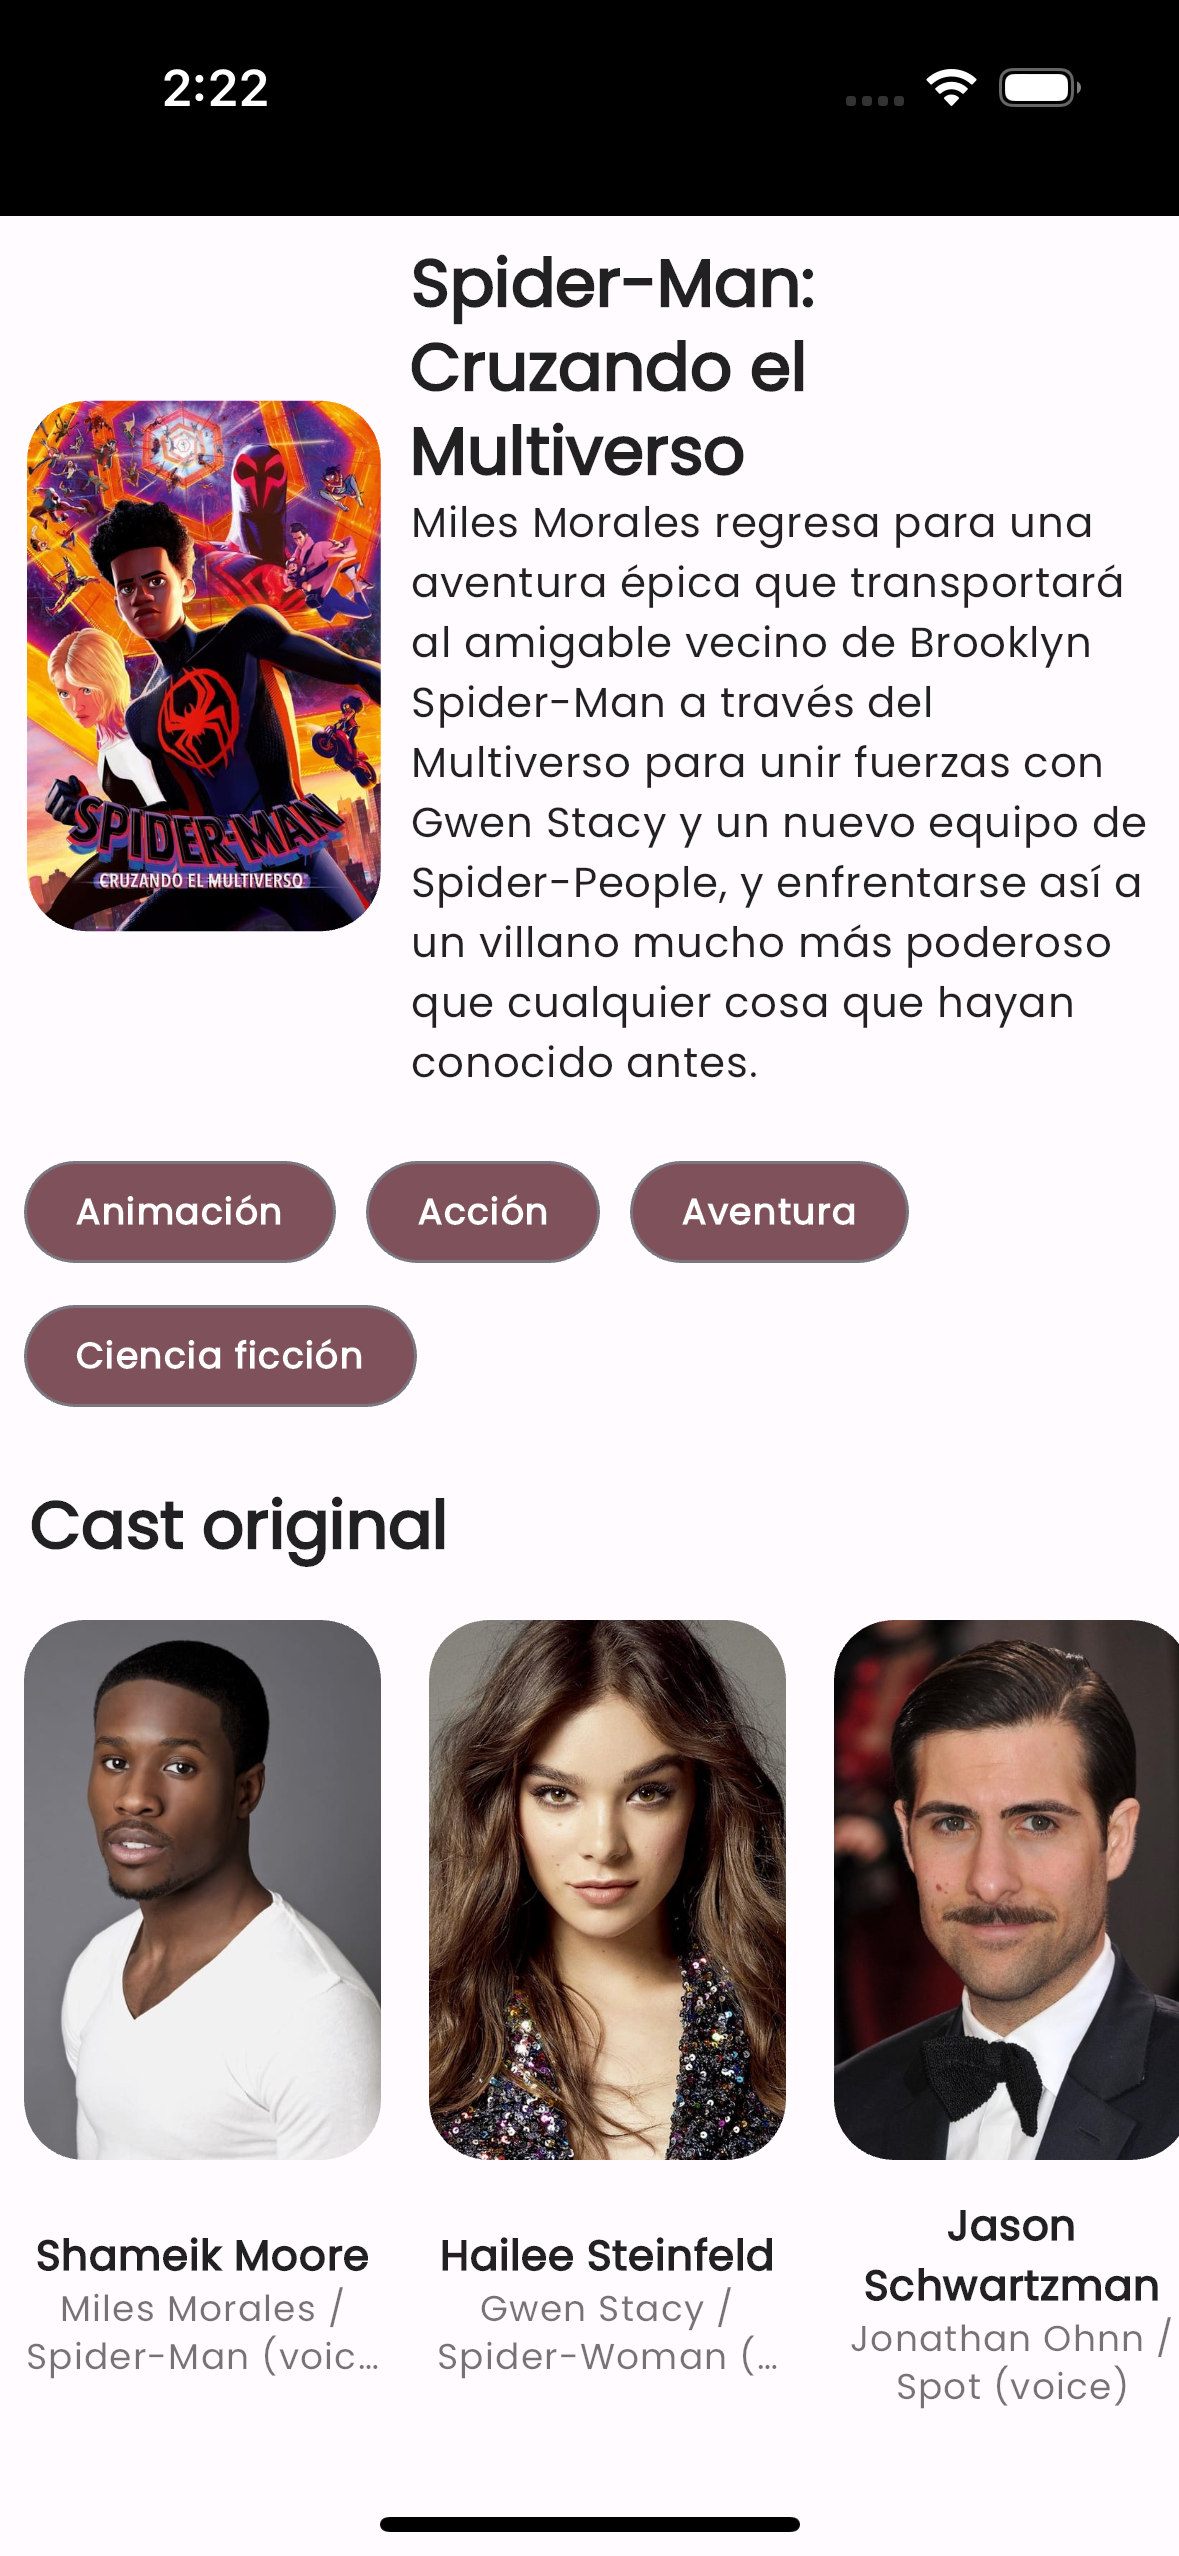 2:22
Spider-Man:
Cruzando el
Multiverso
Miles Morales regresa para una
aventura épica que transportará
al amigable vecino de Brooklyn
Spider-Man a través del
Multiverso para unir fuerzas con
Gwen Stacy y un nuevo equipo de
Spider-People, y enfrentarse así a
un villano mucho más poderoso
que cualquier cosa que hayan
conocido antes.
SPIDER-MAN
CRUZANDO EL MULTIVERSO
Animación
Acción
Aventura
Ciencia ficción
Cast original
Shameik Moore
Miles Morales /
Spider-Man (voic...
Hailee Steinfeld
Gwen Stacy /
Spider-Woman (...
Jason
Schwartzman
Jonathan Ohnn /
Spot (voice)